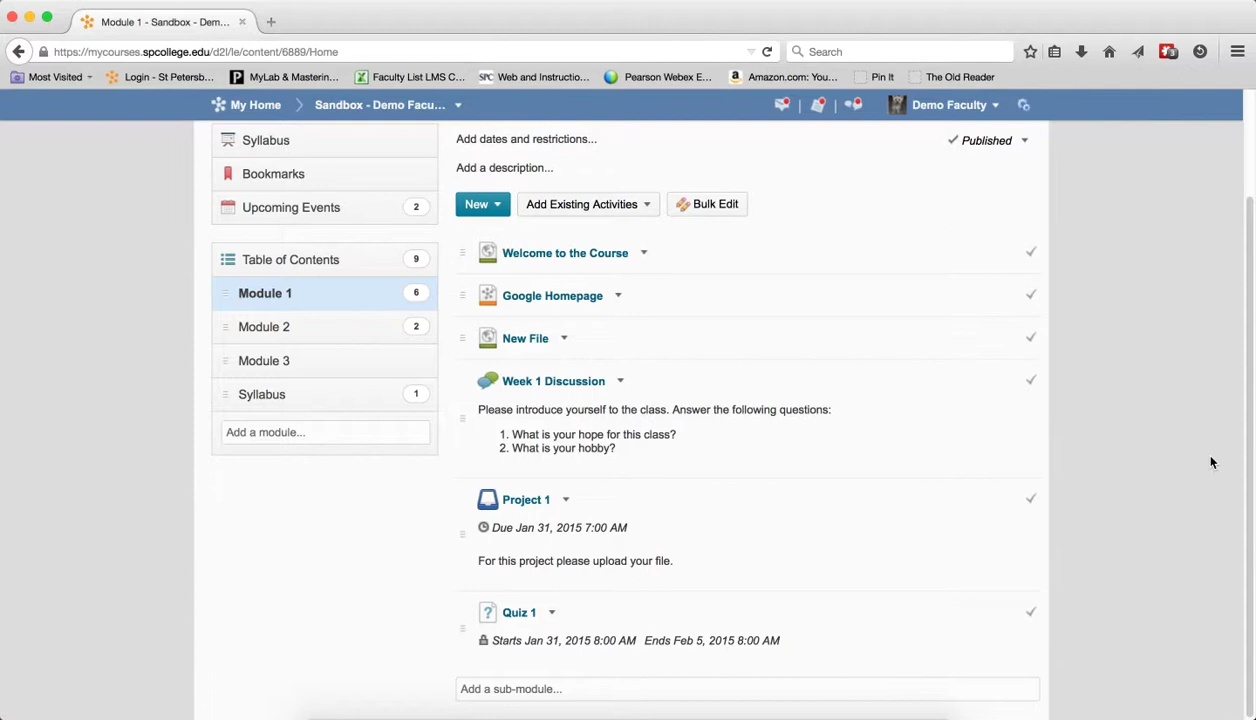 Module 1 - Sandbox - Dem...
https://mycourses.spcollege.edu/d2l/le/content/6889/Home
Search
Most Visited
Login - St Petersb...
MyLab & Mastering...
Faculty List LMS C...
SPC Web and Instructio...
Pearson Webex E...
Amazon.com: You...
Pin It
The Old Reader
My Home
Sandbox - Demo Facu...
Demo Faculty
Syllabus
Bookmarks
Upcoming Events 2
Table of Contents 9
Module 1 6
Module 2 2
Module 3
Syllabus 1
Add a module...
Add dates and restrictions...
Published
Add a description...
New
Add Existing Activities
Bulk Edit
Welcome to the Course
Google Homepage
New File
Week 1 Discussion
Please introduce yourself to the class. Answer the following questions:
1. What is your hope for this class?
2. What is your hobby?
Project 1
Due Jan 31, 2015 7:00 AM
For this project please upload your file.
Quiz 1
Starts Jan 31, 2015 8:00 AM Ends Feb 5, 2015 8:00 AM
Add a sub-module...